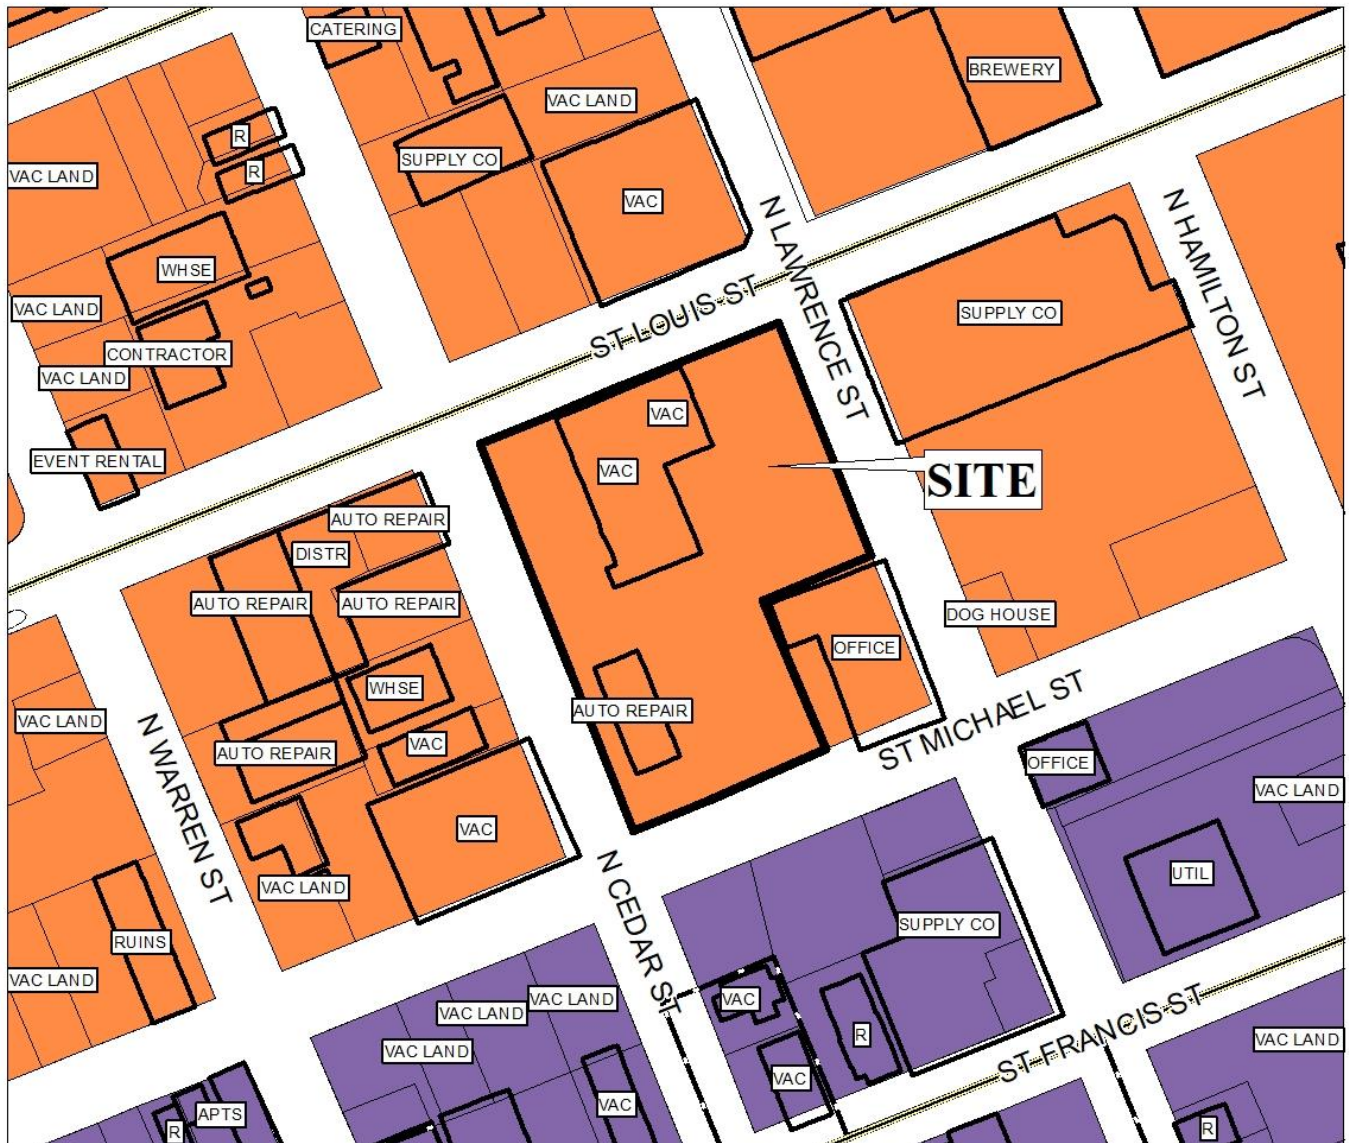 CATERING
BREWERY
VAC LAND
R
SUPPLY CO
R
VAC LAND
VAC
N LAWRENCE ST
N HAMILTON ST
WHSE
VAC LAND
ST LOUIS ST
SUPPLY CO
CONTRACTOR
VAC LAND
VAC
EVENT RENTAL
VAC
SITE
AUTO REPAIR
DISTR
AUTO REPAIR
AUTO REPAIR
DOG HOUSE
OFFICE
WHSE
VAC LAND
N WARREN ST
AUTO REPAIR
ST MICHAEL ST
VAC
AUTO REPAIR
OFFICE
VAC LAND
VAC
UTIL
VAC LAND
N CEDAR ST
SUPPLY CO
RUINS
VAC LAND
VAC LAND
VAC
VAC LAND
R
ST FRANCIS ST
VAC LAND
VAC LAND
VAC
VAC
APTS
R
R